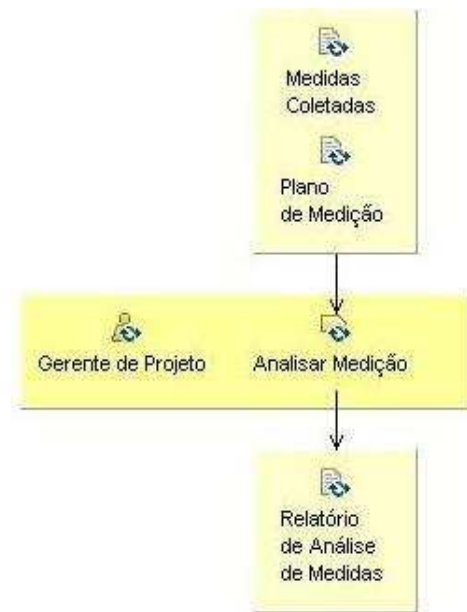 Medidas
Coletadas
Plano
de Medição
Gerente de Projeto
Analisar Medição
Relatório
de Análise
de Medidas